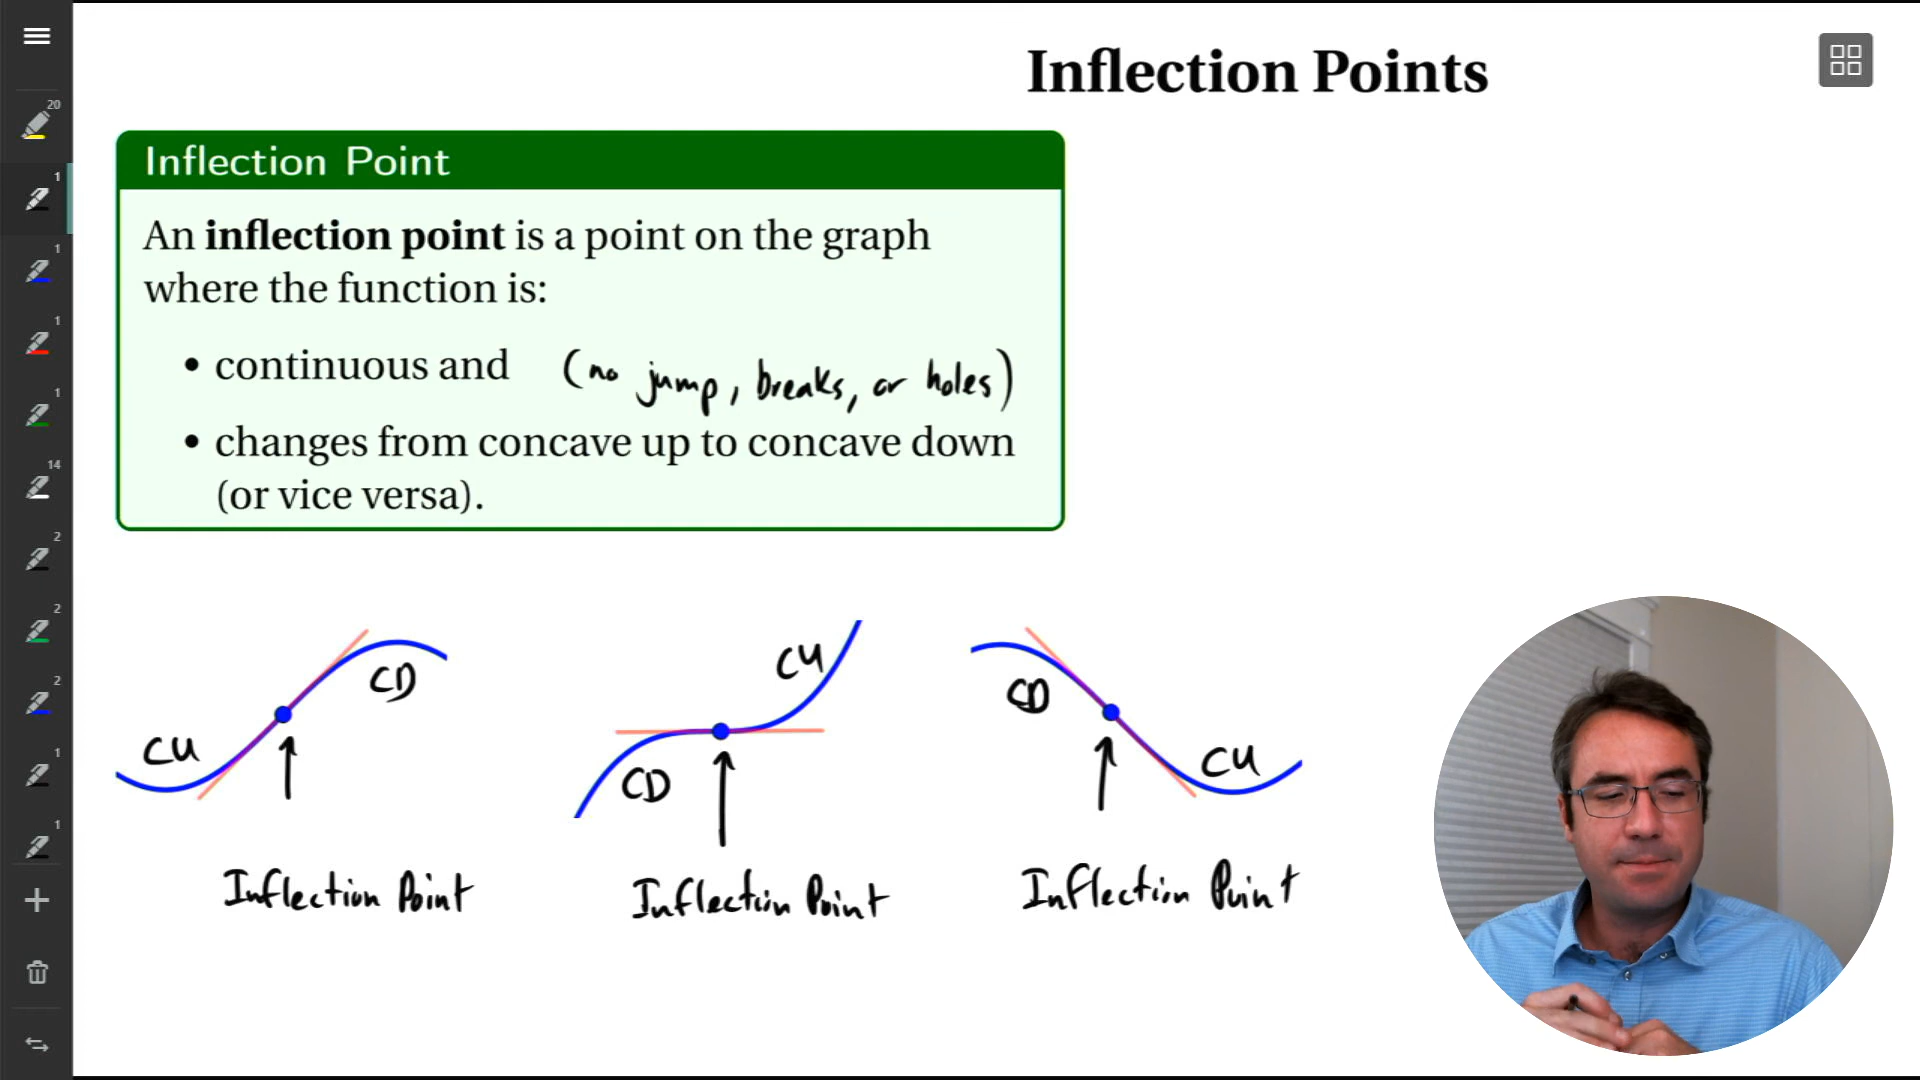 Inflection Points
Inflection Point
An inflection point is a point on the graph
where the function is:
• continuous and (no jump, breaks, or holes)
• changes from concave up to concave down
(or vice versa).
20
1
1
1
1
14
2
2
2
1
1
CU
CD
Inflection Point
CD
CU
Inflection Point
CD
CU
Inflection Point